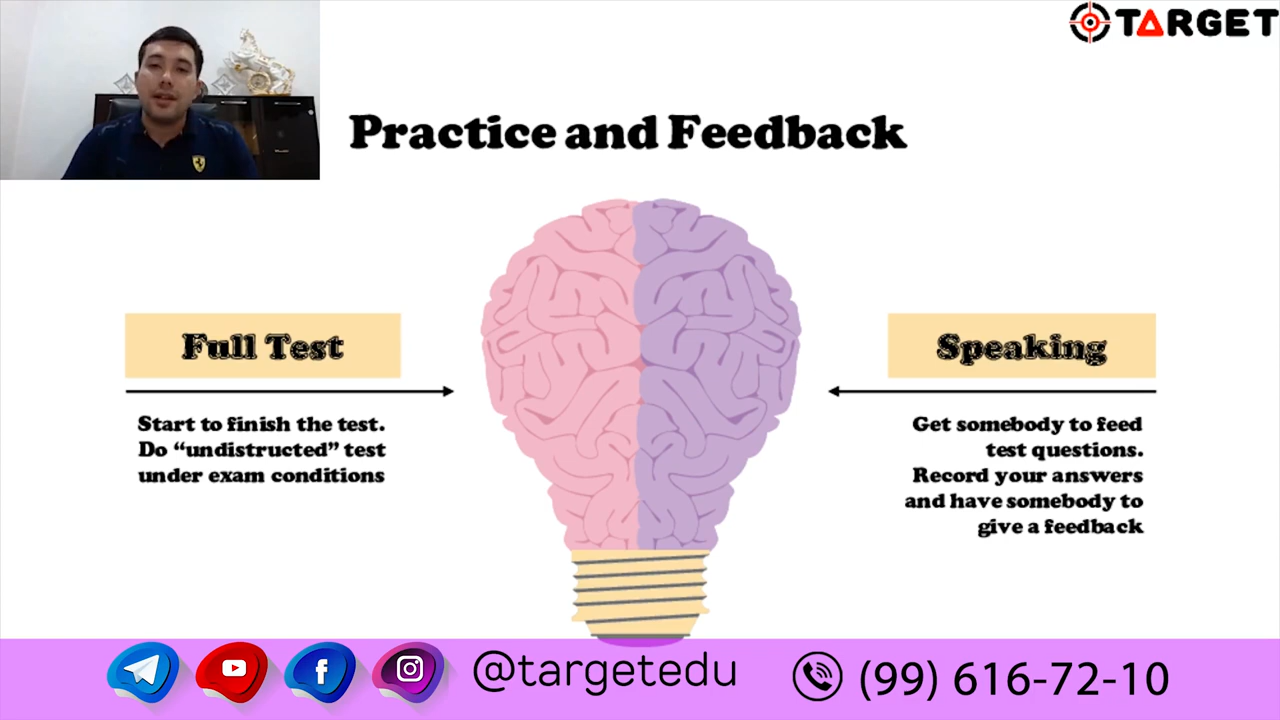 TARGET
Practice and Feedback
Full Test
Start to finish the test.
Do “undistructed” test
under exam conditions
Speaking
Get somebody to feed
test questions.
Record your answers
and have somebody to
give a feedback
@targetedu
(99) 616-72-10